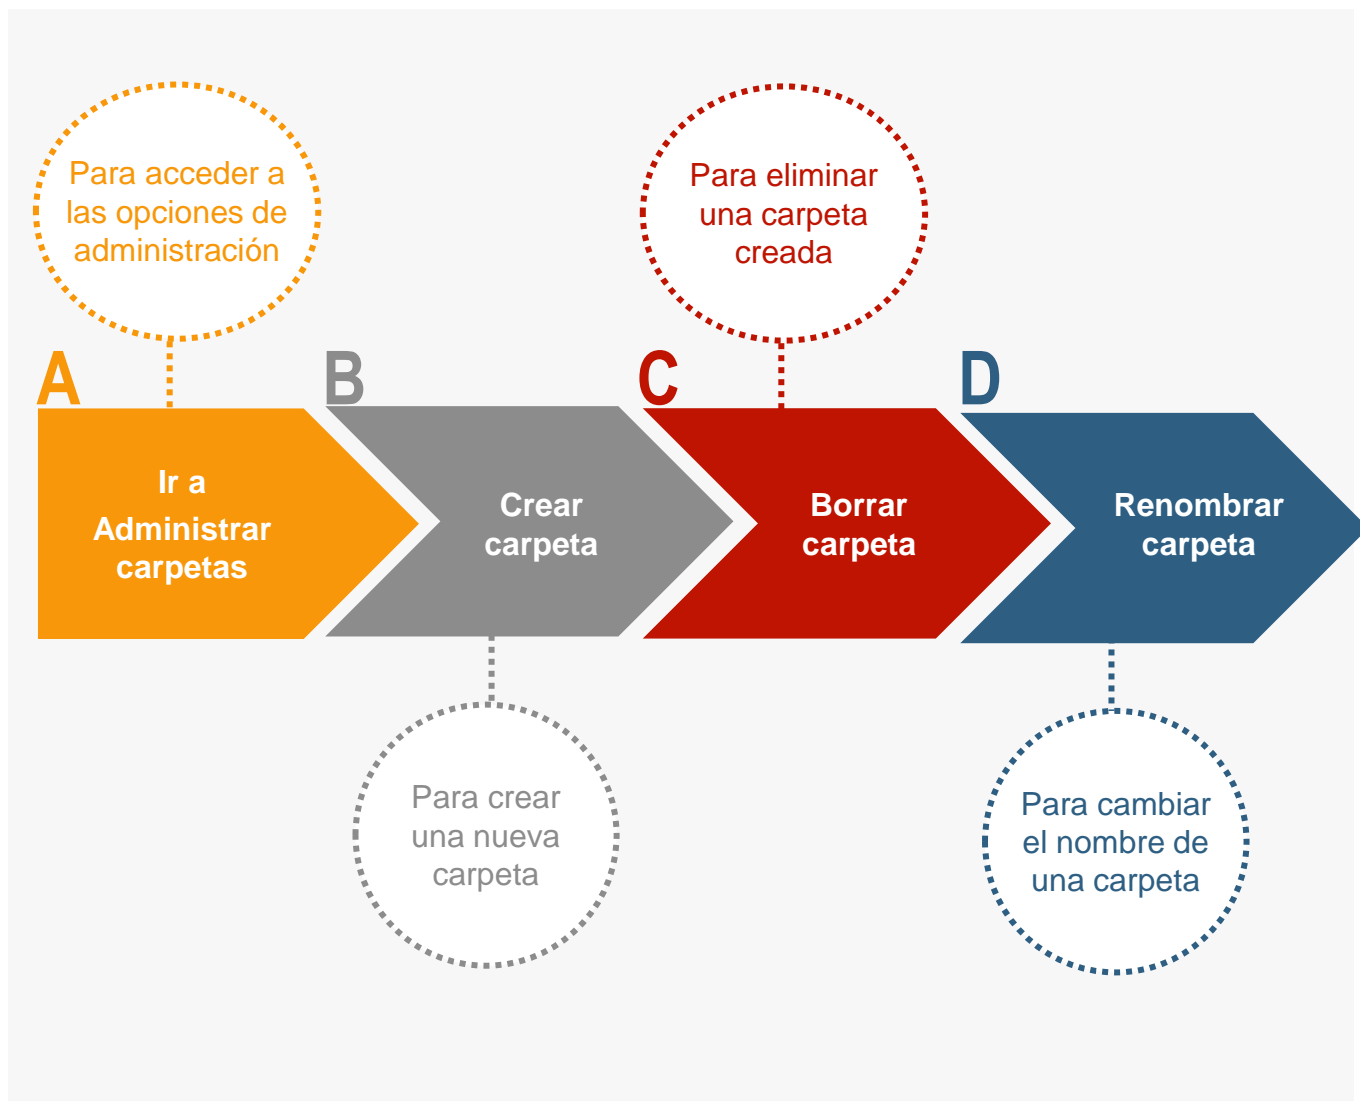 Para acceder a
las opciones de
administración
Para eliminar
una carpeta
creada
A
B
C
D
Ir a
Administrar
carpetas
Crear
carpeta
Borrar
carpeta
Renombrar
carpeta
Para crear
una nueva
carpeta
Para cambiar
el nombre de
una carpeta